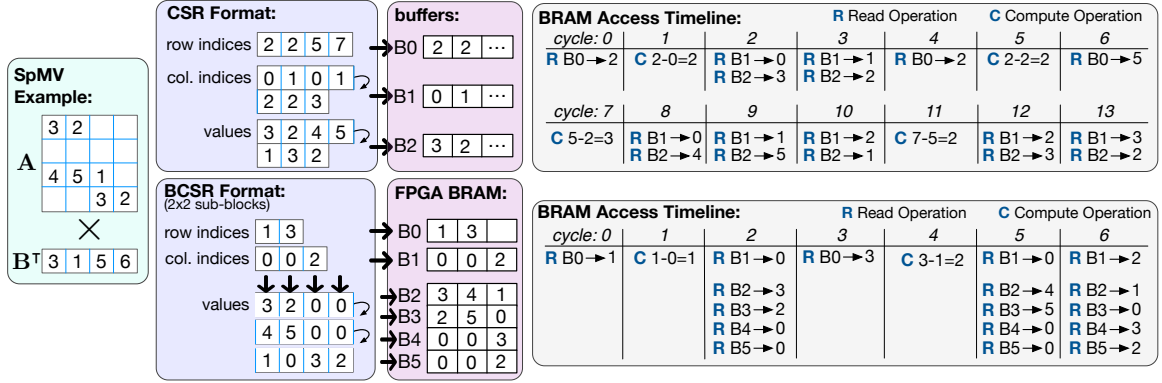 SpMV
Example:
3 2
A
4 5 1
3 2
×
Bᵀ 3 1 5 6
CSR Format:
row indices 2 2 5 7
col. indices 0 1 0 1
2 2 3
values 3 2 4 5
1 3 2
buffers:
B0 2 2 ...
B1 0 1 ...
B2 3 2 ...
BRAM Access Timeline: R Read Operation C Compute Operation
cycle: 0 1 2 3 4 5 6
R B0→2 C 2-0=2 R B1→0 R B1→1 R B0→2 C 2-2=2 R B0→5
R B2→3 R B2→2
cycle: 7 8 9 10 11 12 13
C 5-2=3 R B1→0 R B1→1 R B1→2 C 7-5=2 R B1→2 R B1→3
R B2→4 R B2→5 R B2→1 R B2→3 R B2→2
BCSR Format:
(2x2 sub-blocks)
row indices 1 3
col. indices 0 0 2
values 3 2 0 0
4 5 0 0
1 0 3 2
FPGA BRAM:
B0 1 3
B1 0 0 2
B2 3 4 1
B3 2 5 0
B4 0 0 3
B5 0 0 2
BRAM Access Timeline: R Read Operation C Compute Operation
cycle: 0 1 2 3 4 5 6
R B0→1 C 1-0=1 R B1→0 R B0→3 C 3-1=2 R B1→0 R B1→2
R B2→3 R B2→4 R B2→1
R B3→2 R B3→5 R B3→0
R B4→0 R B4→0 R B4→3
R B5→0 R B5→0 R B5→2